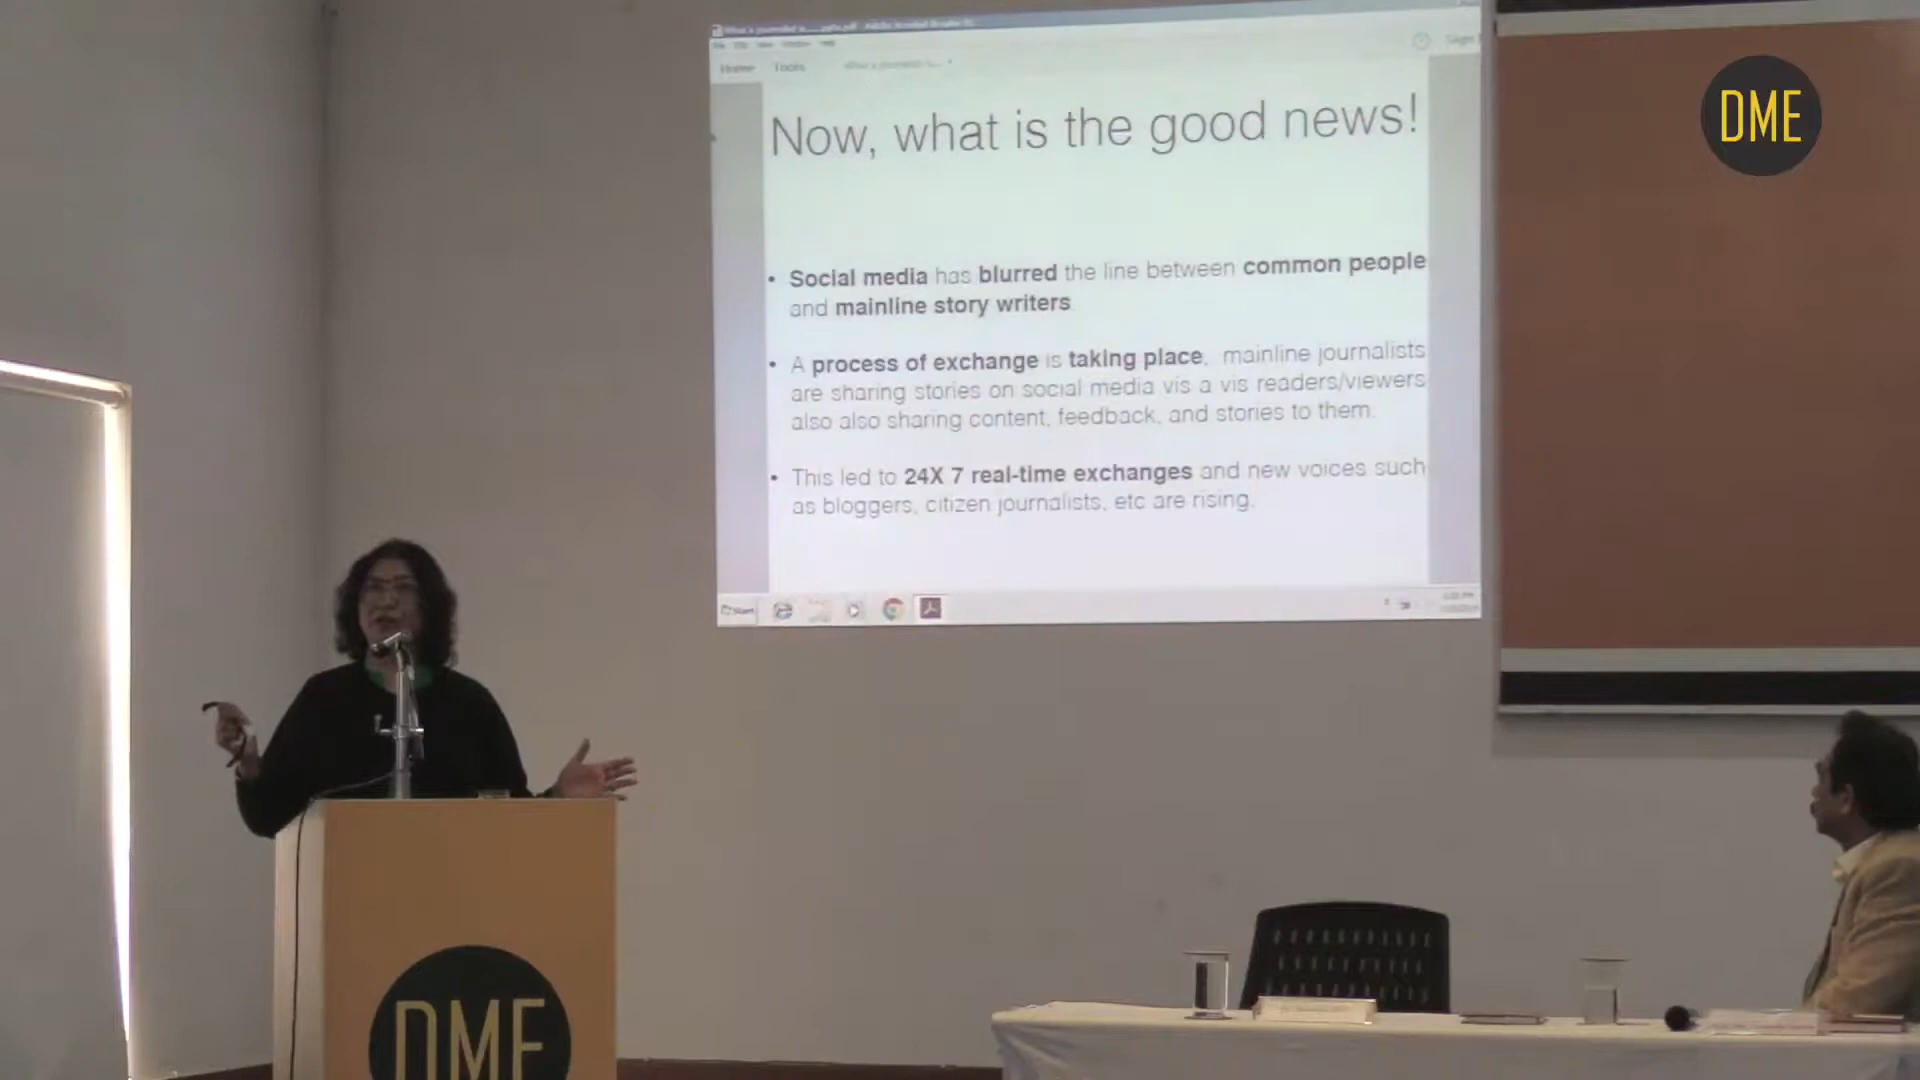 Home Tools
Now, what is the good news!
DME
• Social media has blurred the line between common people
and mainline story writers
• A process of exchange is taking place, mainline journalists
are sharing stories on social media vis a vis readers/viewers
also also sharing content, feedback, and stories to them.
• This led to 24X 7 real-time exchanges and new voices such
as bloggers, citizen journalists, etc are rising.
Start
DME